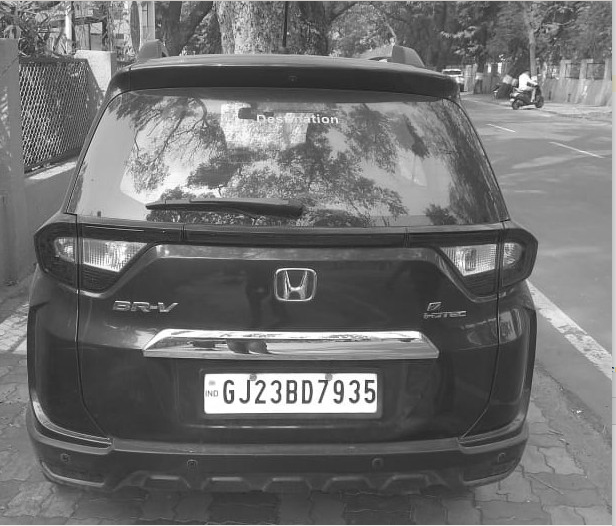 Destination
BR-V
i-VTEC
IND GJ23BD7935